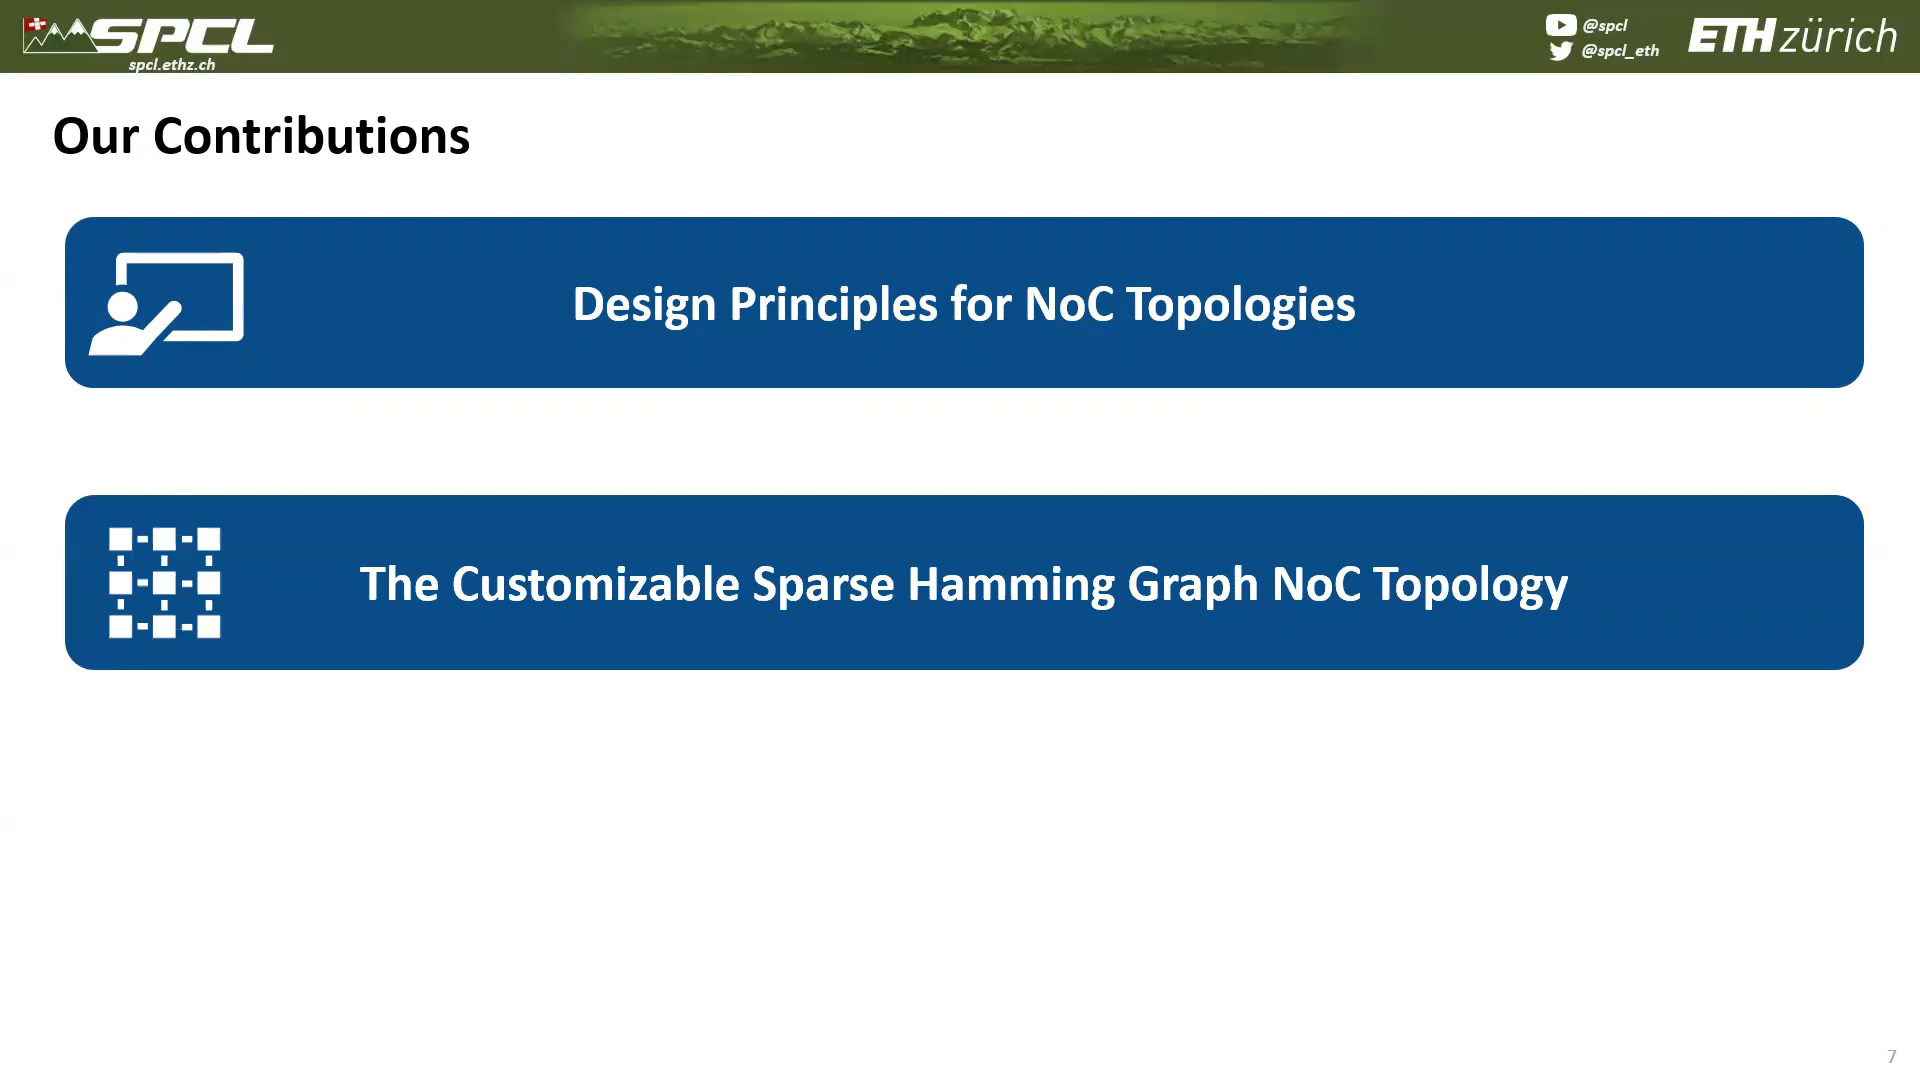 SPCL
spcl.ethz.ch
@spcl
@spcl_eth
ETH zürich
Our Contributions
Design Principles for NoC Topologies
The Customizable Sparse Hamming Graph NoC Topology
7